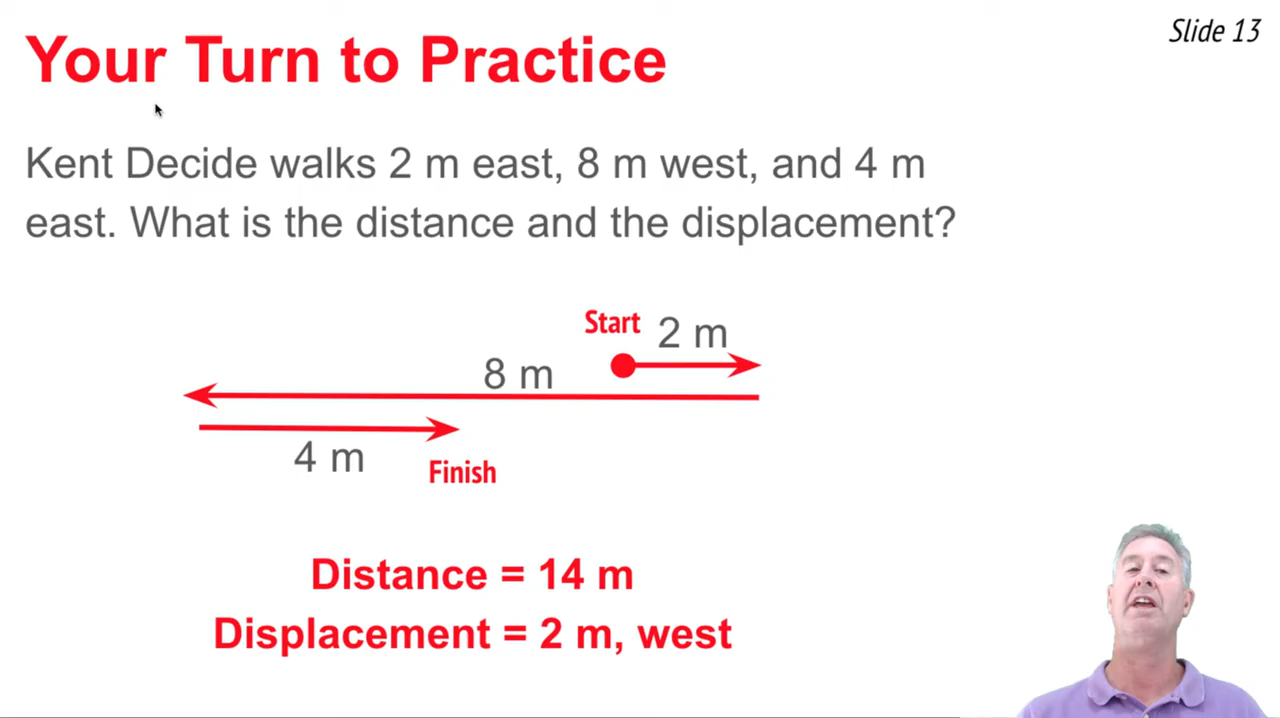 Slide 13
Your Turn to Practice
Kent Decide walks 2 m east, 8 m west, and 4 m
east. What is the distance and the displacement?
Start
2 m
8 m
4 m
Finish
Distance = 14 m
Displacement = 2 m, west